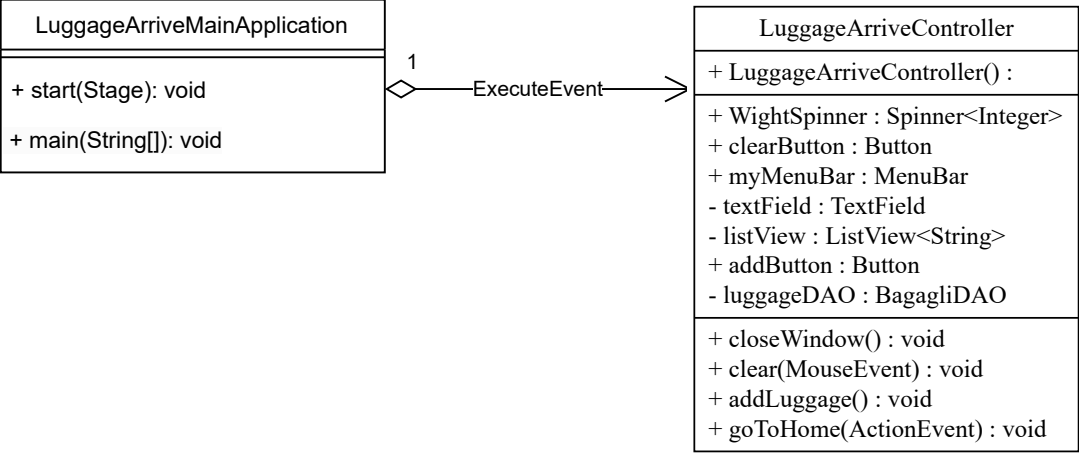 LuggageArriveMainApplication
+ start(Stage): void
+ main(String[]): void
1
ExecuteEvent
LuggageArriveController
+ LuggageArriveController() :
+ WightSpinner : Spinner<Integer>
+ clearButton : Button
+ myMenuBar : MenuBar
- textField : TextField
- listView : ListView<String>
+ addButton : Button
- luggageDAO : BagagliDAO
+ closeWindow() : void
+ clear(MouseEvent) : void
+ addLuggage() : void
+ goToHome(ActionEvent) : void